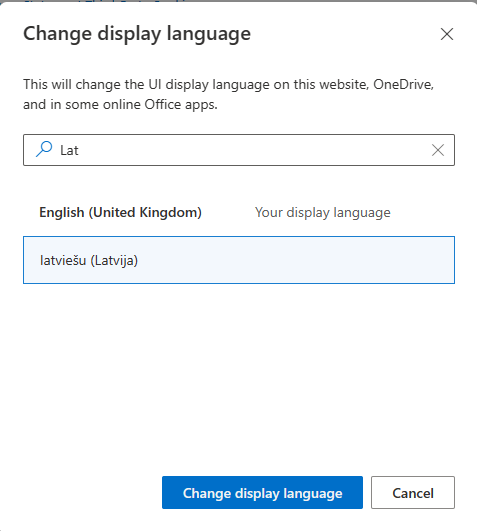 Change display language
This will change the UI display language on this website, OneDrive,
and in some online Office apps.
Lat
English (United Kingdom) Your display language
latviešu (Latvija)
Change display language Cancel